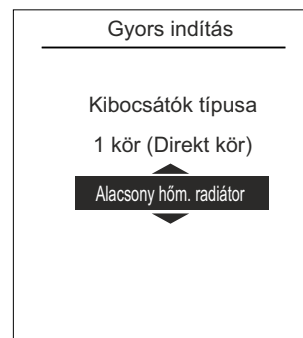 Gyors indítás
Kibocsátók típusa
1 kör (Direkt kör)
Alacsony hőm. radiátor